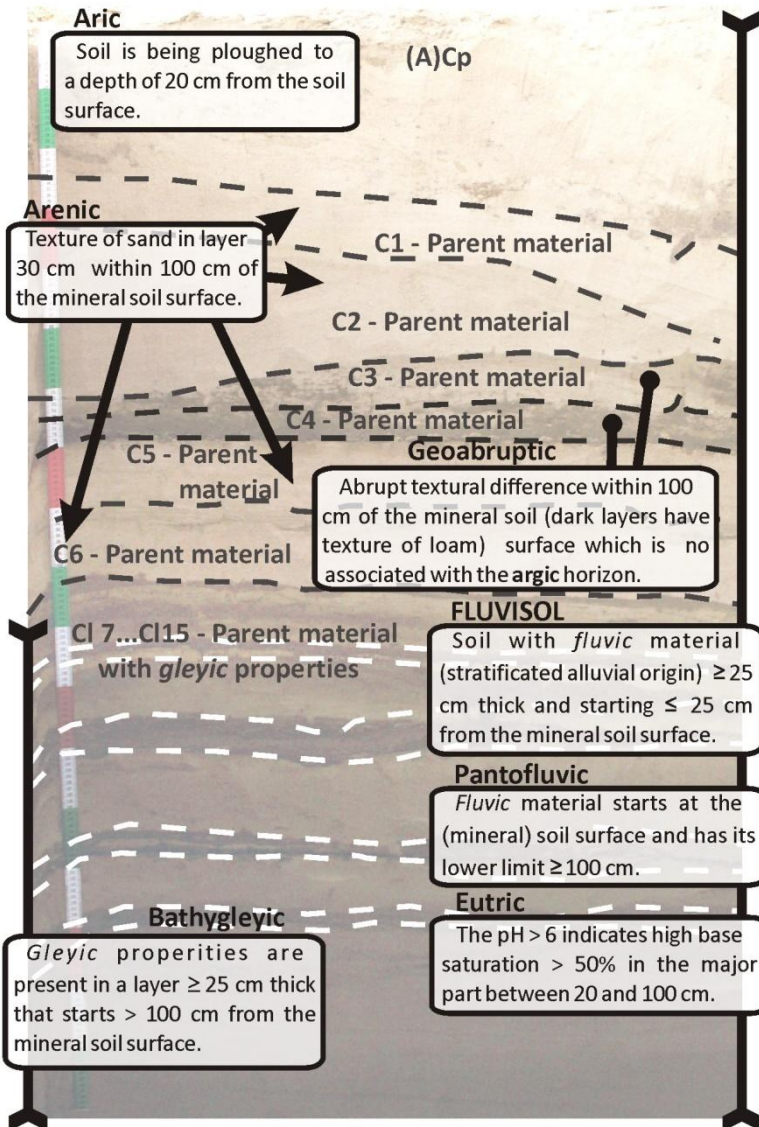 Aric
Soil is being ploughed to
a depth of 20 cm from the soil
surface.
(A)Cp
Arenic
Texture of sand in layer
30 cm within 100 cm of
the mineral soil surface.
C1 - Parent material
C2 - Parent material
C3 - Parent material
C4 - Parent material
C5 - Parent
material
Geoabruptic
Abrupt textural difference within 100
cm of the mineral soil (dark layers have
texture of loam) surface which is no
associated with the argic horizon.
C6 - Parent material
Cl 7...Cl15 - Parent material
with gleyic properties
FLUVISOL
Soil with fluvic material
(stratificated alluvial origin) ≥ 25
cm thick and starting ≤ 25 cm
from the mineral soil surface.
Pantofluvic
Fluvic material starts at the
(mineral) soil surface and has its
lower limit ≥ 100 cm.
Eutric
The pH > 6 indicates high base
saturation > 50% in the major
part between 20 and 100 cm.
Bathygleyic
Gleyic properities are
present in a layer ≥ 25 cm thick
that starts > 100 cm from the
mineral soil surface.